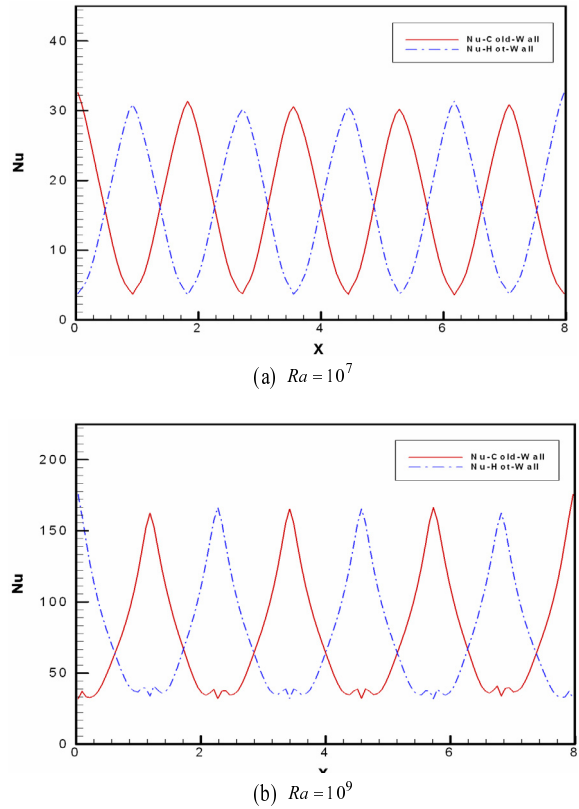 40
30
20
10
0
Nu
Nu-Cold-Wall
Nu-Hot-Wall
0 2 4 6 8
X
(a) Ra = 10^7
200
150
100
50
0
Nu
Nu-Cold-Wall
Nu-Hot-Wall
0 2 4 6 8
X
(b) Ra = 10^9